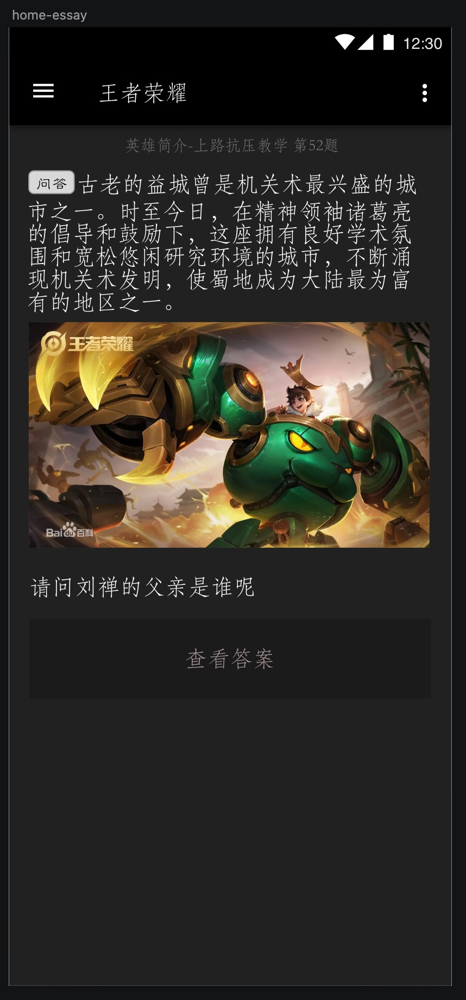 home-essay
12:30
王者荣耀
英雄简介-上路抗压教学 第52题
问答 古老的益城曾是机关术最兴盛的城
市之一。时至今日，在精神领袖诸葛亮
的倡导和鼓励下，这座拥有良好学术氛
围和宽松悠闲研究环境的城市，不断涌
现机关术发明，使蜀地成为大陆最为富
有的地区之一。
王者荣耀
Bai du 百科
请问刘禅的父亲是谁呢
查看答案